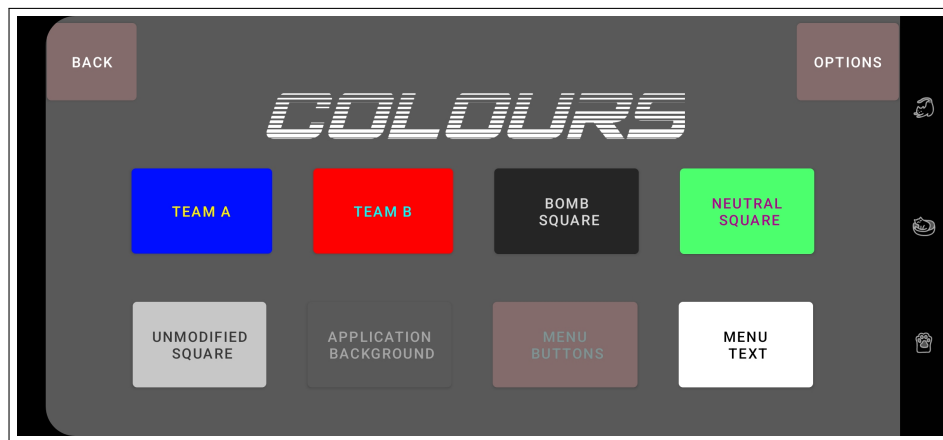 BACK
OPTIONS
COLOURS
TEAM A
TEAM B
BOMB
SQUARE
NEUTRAL
SQUARE
UNMODIFIED
SQUARE
APPLICATION
BACKGROUND
MENU
BUTTONS
MENU
TEXT